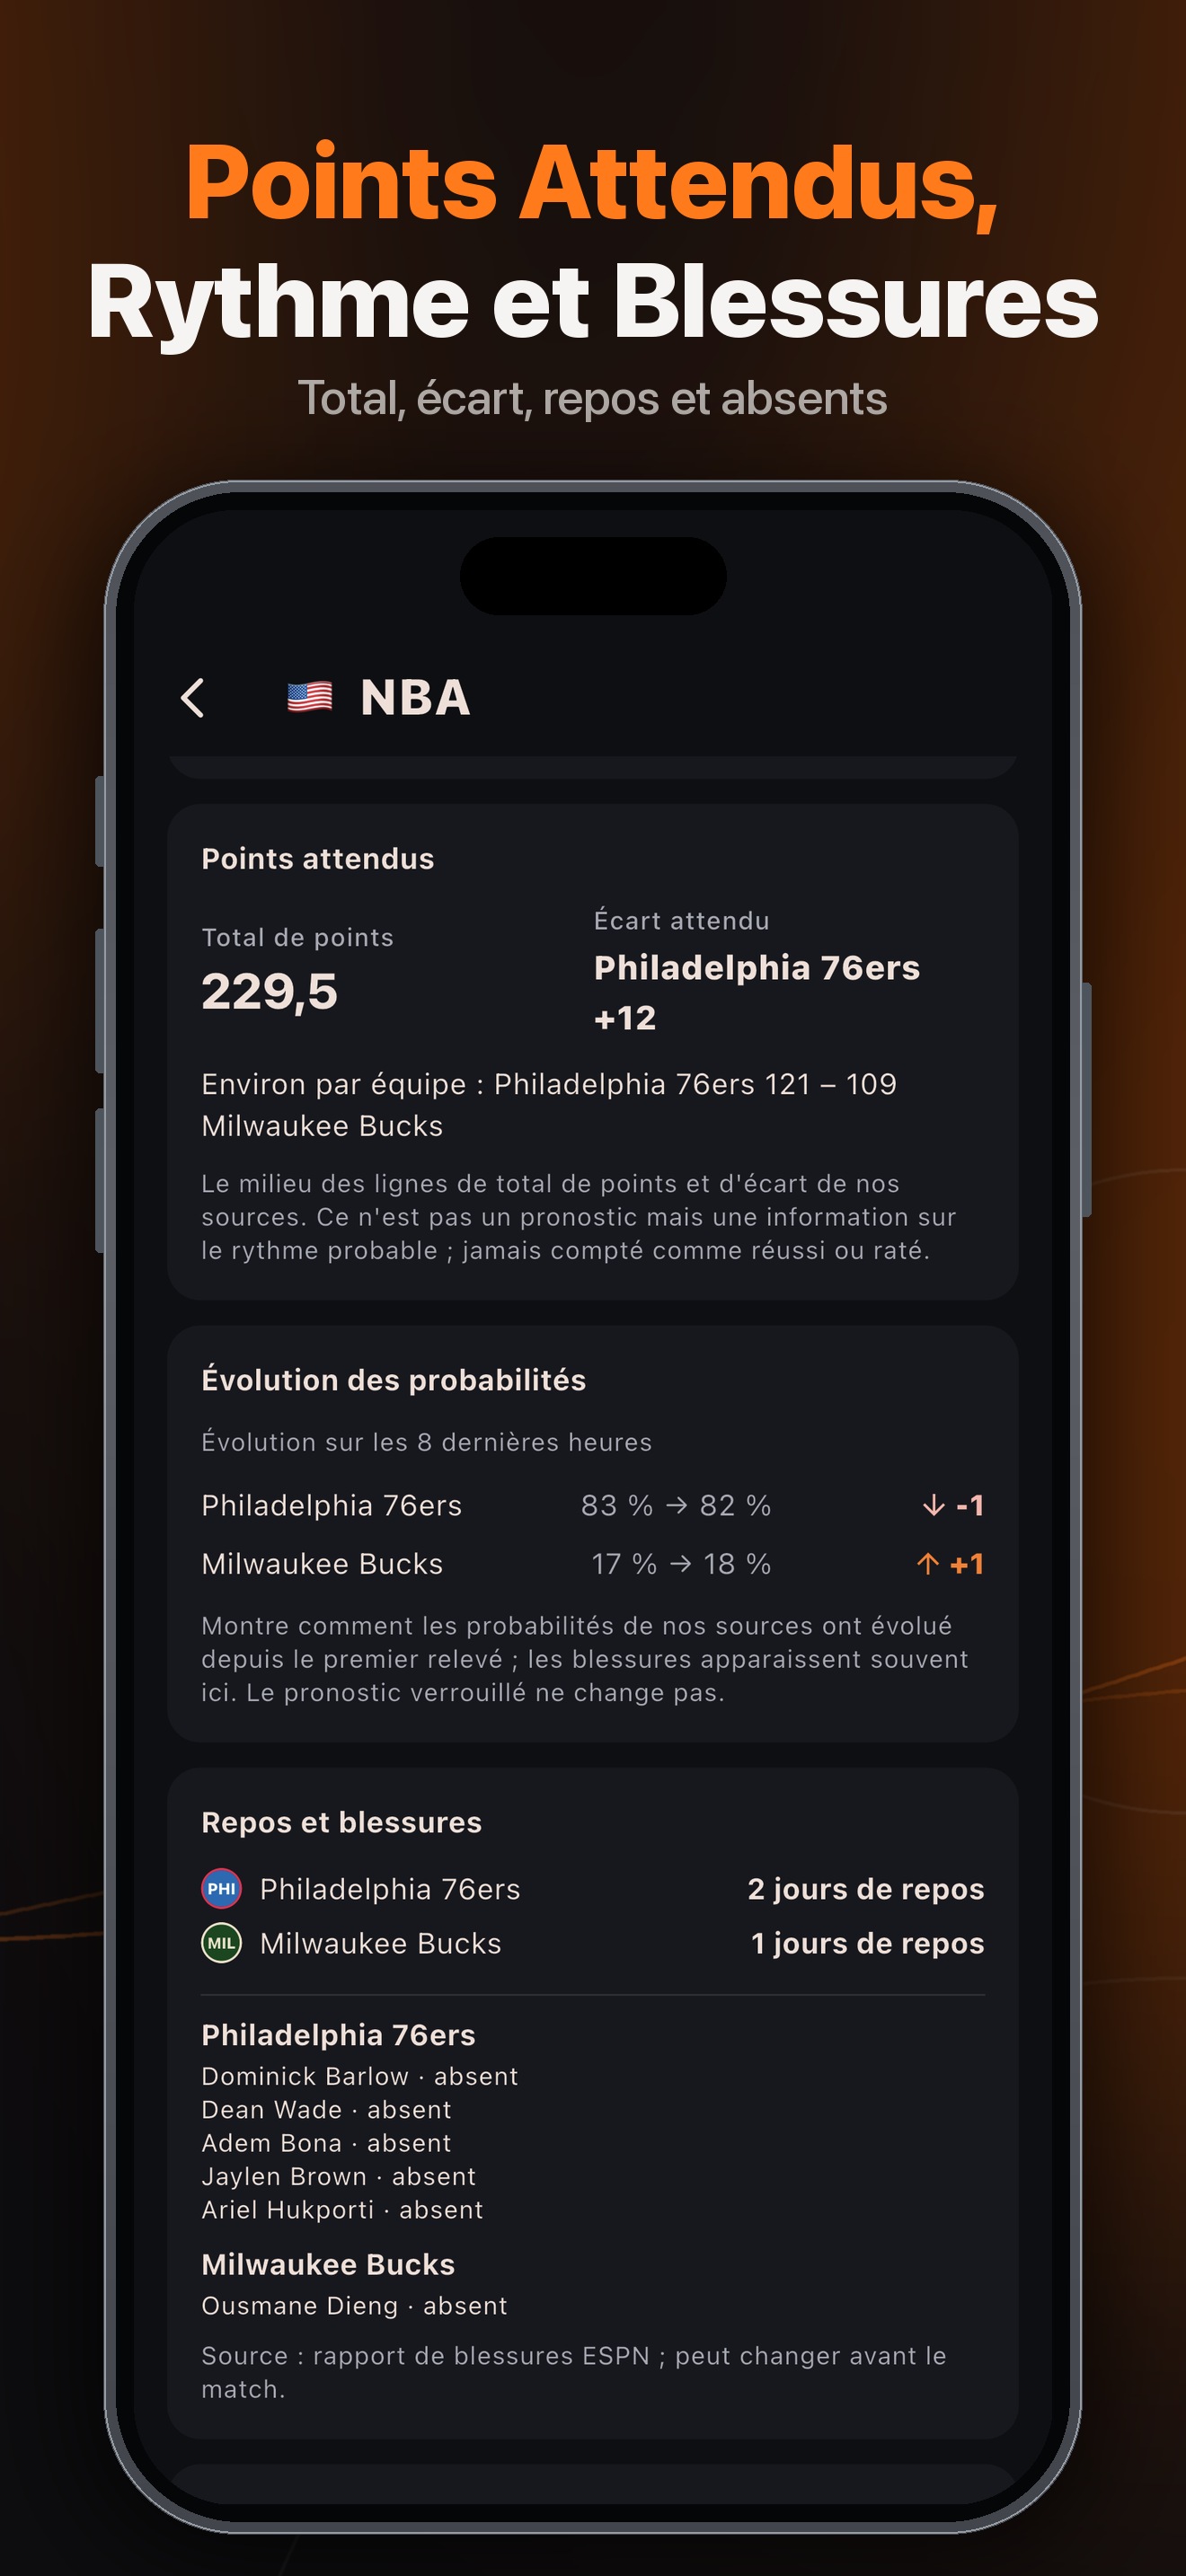 Points Attendus,
Rythme et Blessures
Total, écart, repos et absents
NBA
Points attendus
Total de points
229,5
Écart attendu
Philadelphia 76ers
+12
Environ par équipe : Philadelphia 76ers 121 – 109
Milwaukee Bucks
Le milieu des lignes de total de points et d'écart de nos
sources. Ce n'est pas un pronostic mais une information sur
le rythme probable ; jamais compté comme réussi ou raté.
Évolution des probabilités
Évolution sur les 8 dernières heures
Philadelphia 76ers 83 % → 82 % ↓ -1
Milwaukee Bucks 17 % → 18 % ↑ +1
Montre comment les probabilités de nos sources ont évolué
depuis le premier relevé ; les blessures apparaissent souvent
ici. Le pronostic verrouillé ne change pas.
Repos et blessures
PHI Philadelphia 76ers 2 jours de repos
MIL Milwaukee Bucks 1 jours de repos
Philadelphia 76ers
Dominick Barlow · absent
Dean Wade · absent
Adem Bona · absent
Jaylen Brown · absent
Ariel Hukporti · absent
Milwaukee Bucks
Ousmane Dieng · absent
Source : rapport de blessures ESPN ; peut changer avant le
match.